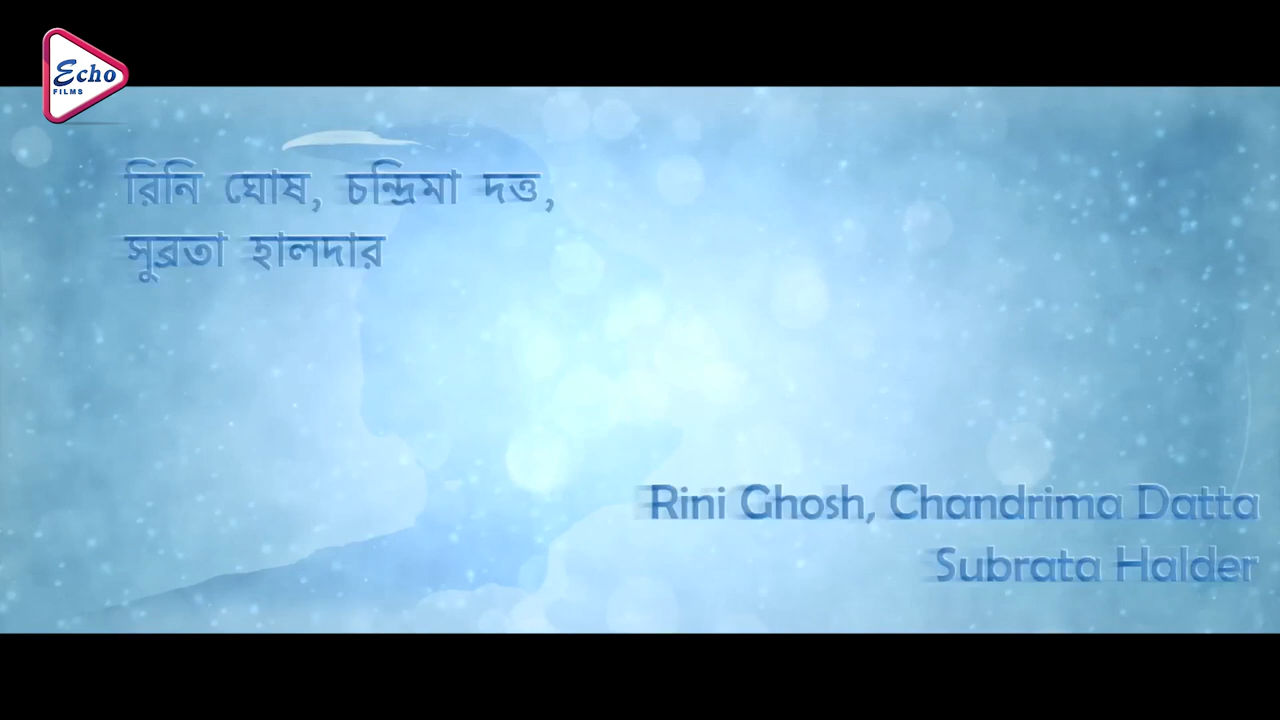 Echo
FILMS
রিনি ঘোষ, চন্দ্রিমা দত্ত,
সুব্রতা হালদার
Rini Ghosh, Chandrima Datta
Subrata Halder